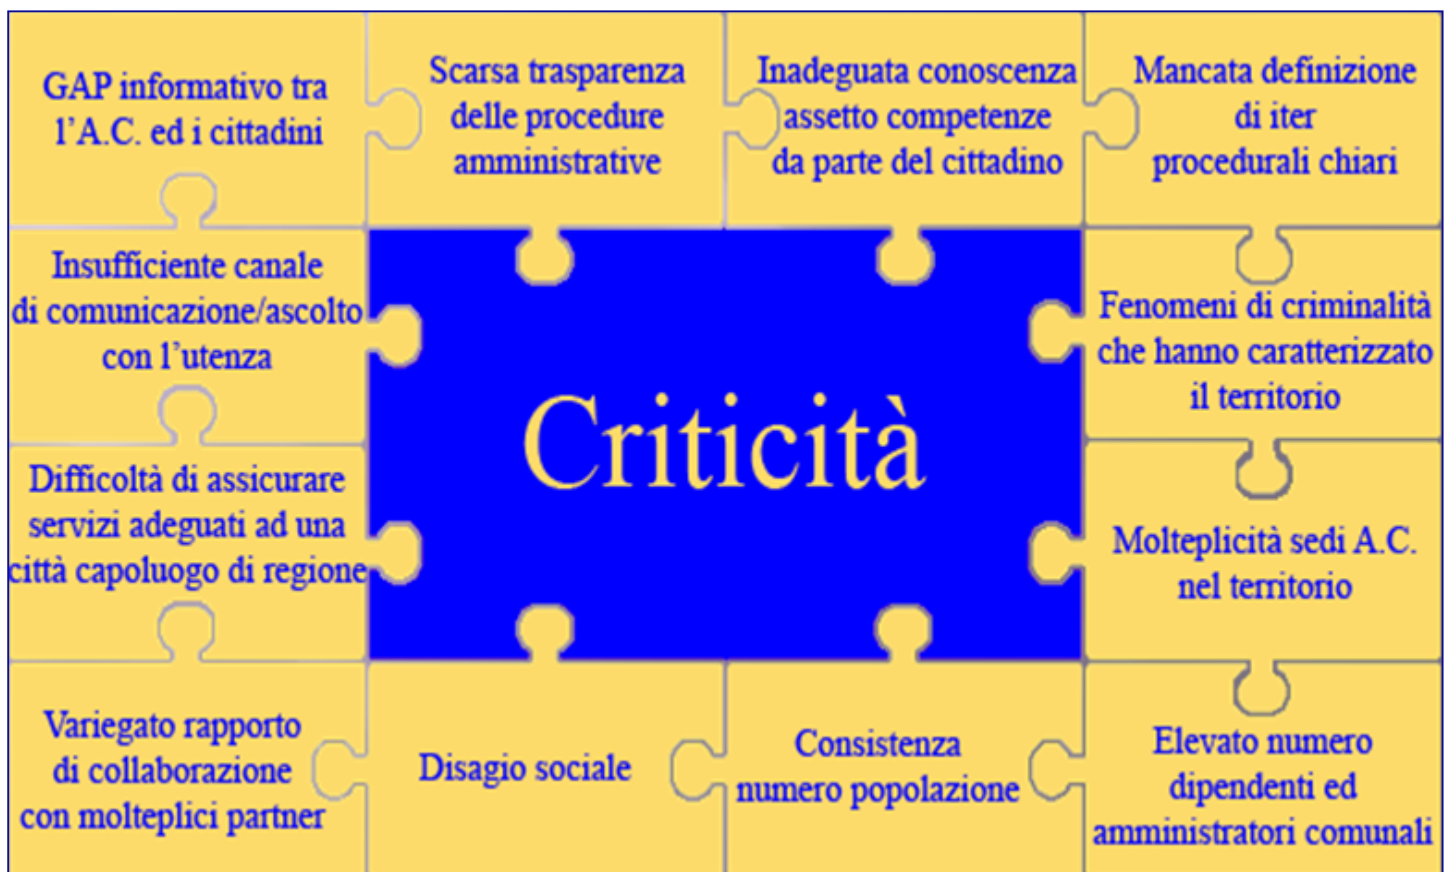 GAP informativo tra
l'A.C. ed i cittadini
Scarsa trasparenza
delle procedure
amministrative
Inadeguata conoscenza
assetto competenze
da parte del cittadino
Mancata definizione
di iter
procedurali chiari
Insufficiente canale
di comunicazione/ascolto
con l'utenza
Fenomeni di criminalità
che hanno caratterizzato
il territorio
Criticità
Difficoltà di assicurare
servizi adeguati ad una
città capoluogo di regione
Molteplicità sedi A.C.
nel territorio
Variegato rapporto
di collaborazione
con molteplici partner
Disagio sociale
Consistenza
numero popolazione
Elevato numero
dipendenti ed
amministratori comunali